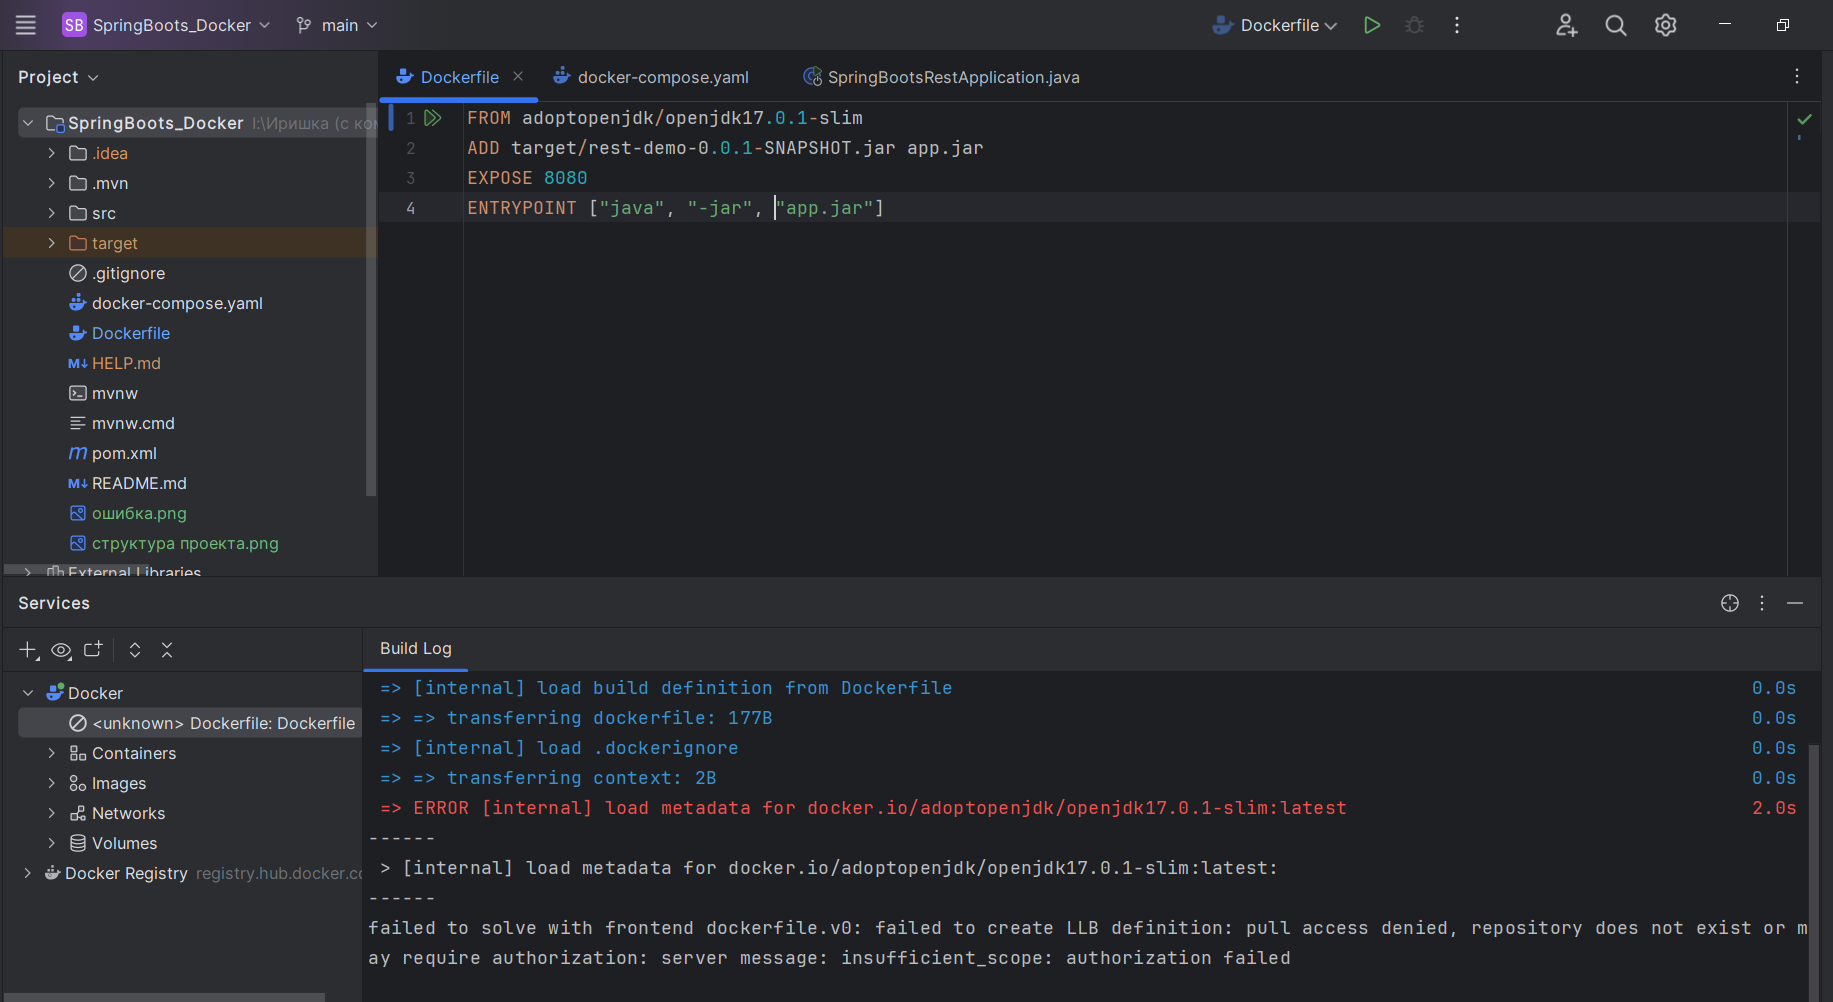 SB SpringBoots_Docker main Dockerfile
Project
Dockerfile docker-compose.yaml SpringBootsRestApplication.java
SpringBoots_Docker I:\Иришка (с ко
.idea
.mvn
src
target
.gitignore
docker-compose.yaml
Dockerfile
M↓ HELP.md
mvnw
mvnw.cmd
m pom.xml
M↓ README.md
ошибка.png
структура проекта.png
External Libraries
1 FROM adoptopenjdk/openjdk17.0.1-slim
2 ADD target/rest-demo-0.0.1-SNAPSHOT.jar app.jar
3 EXPOSE 8080
4 ENTRYPOINT ["java", "-jar", "app.jar"]
Services
Docker
<unknown> Dockerfile: Dockerfile
Containers
Images
Networks
Volumes
Docker Registry registry.hub.docker.co
Build Log
=> [internal] load build definition from Dockerfile 0.0s
=> => transferring dockerfile: 177B 0.0s
=> [internal] load .dockerignore 0.0s
=> => transferring context: 2B 0.0s
=> ERROR [internal] load metadata for docker.io/adoptopenjdk/openjdk17.0.1-slim:latest 2.0s
------
> [internal] load metadata for docker.io/adoptopenjdk/openjdk17.0.1-slim:latest:
------
failed to solve with frontend dockerfile.v0: failed to create LLB definition: pull access denied, repository does not exist or m
ay require authorization: server message: insufficient_scope: authorization failed